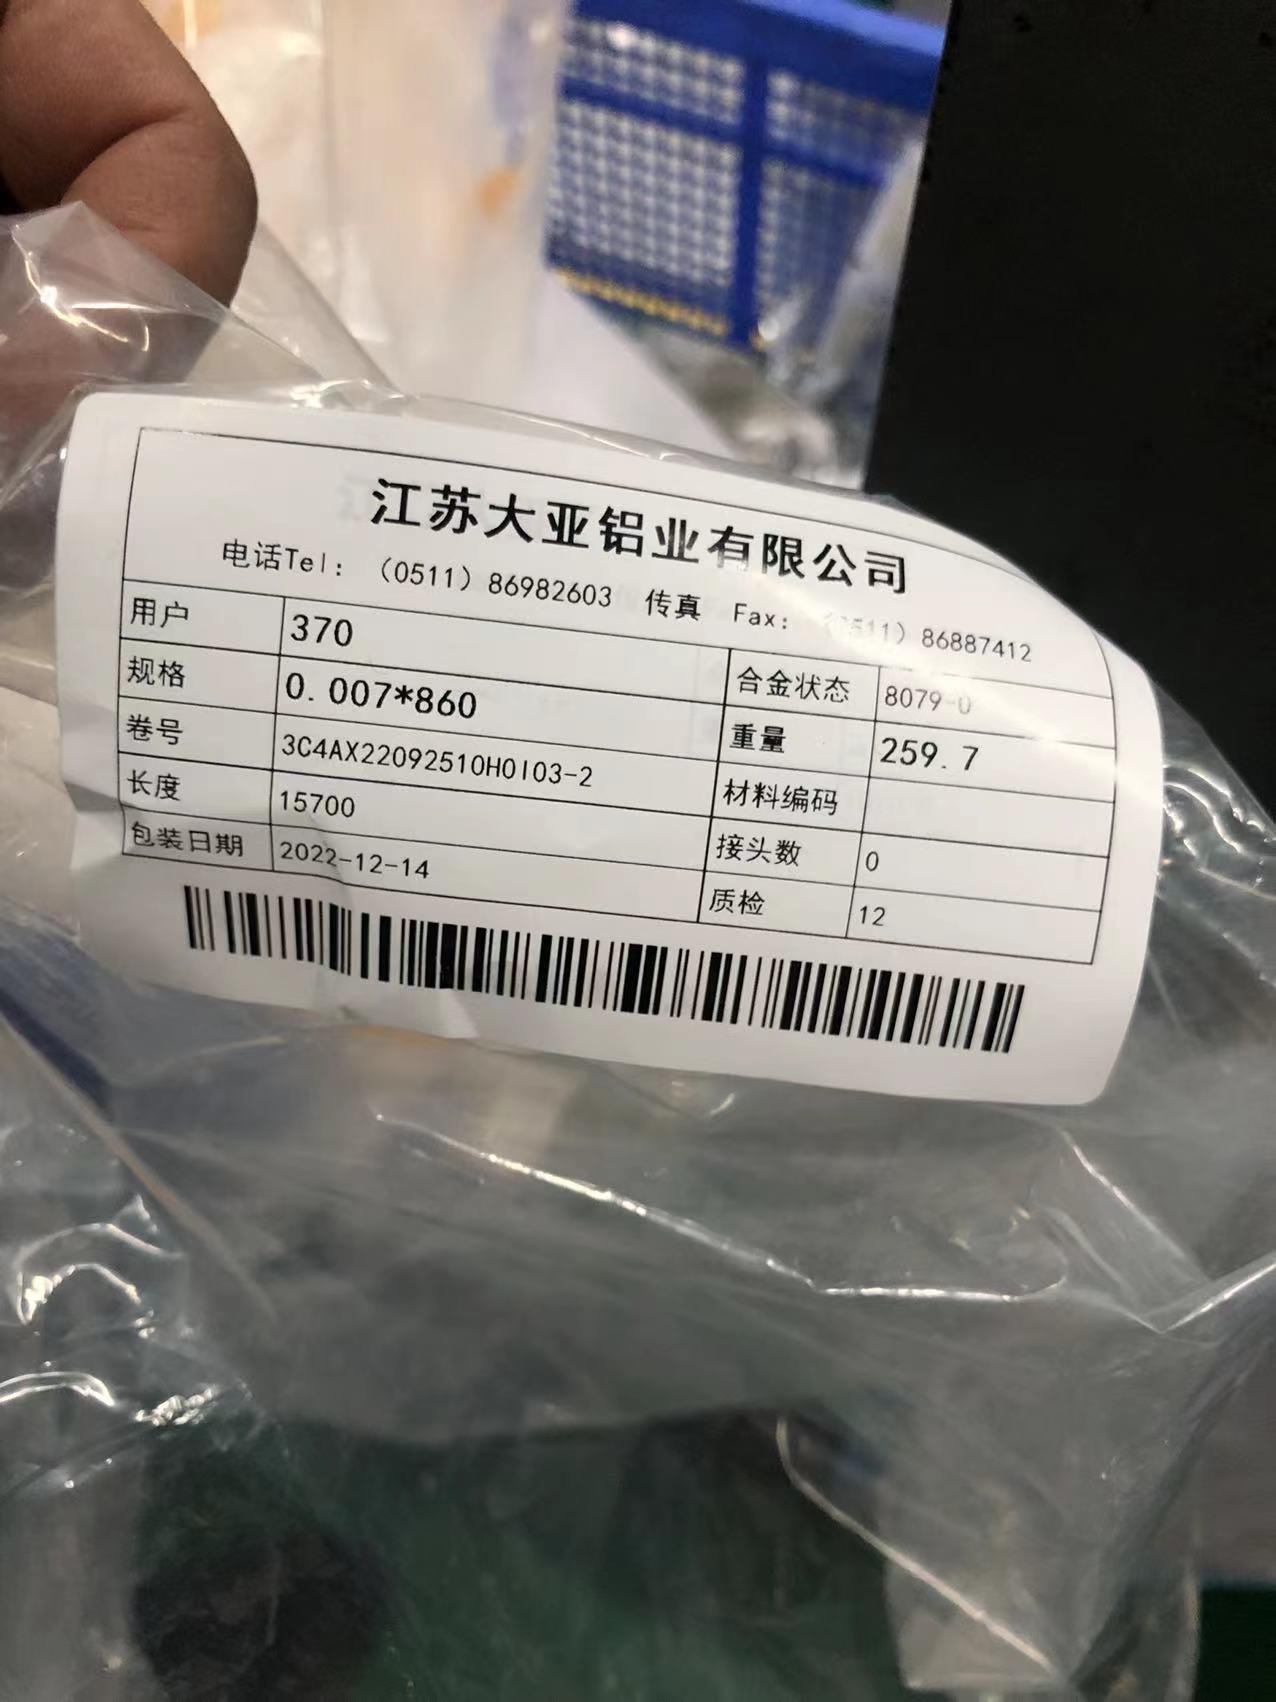 江苏大亚铝业有限公司
电话Tel: (0511) 86982603 传真 Fax: (0511) 86887412
用户 370 合金状态 8079-0
规格 0.007*860 重量 259.7
卷号 3C4AX22092510H0I03-2 材料编码
长度 15700 接头数 0
包装日期 2022-12-14 质检 12